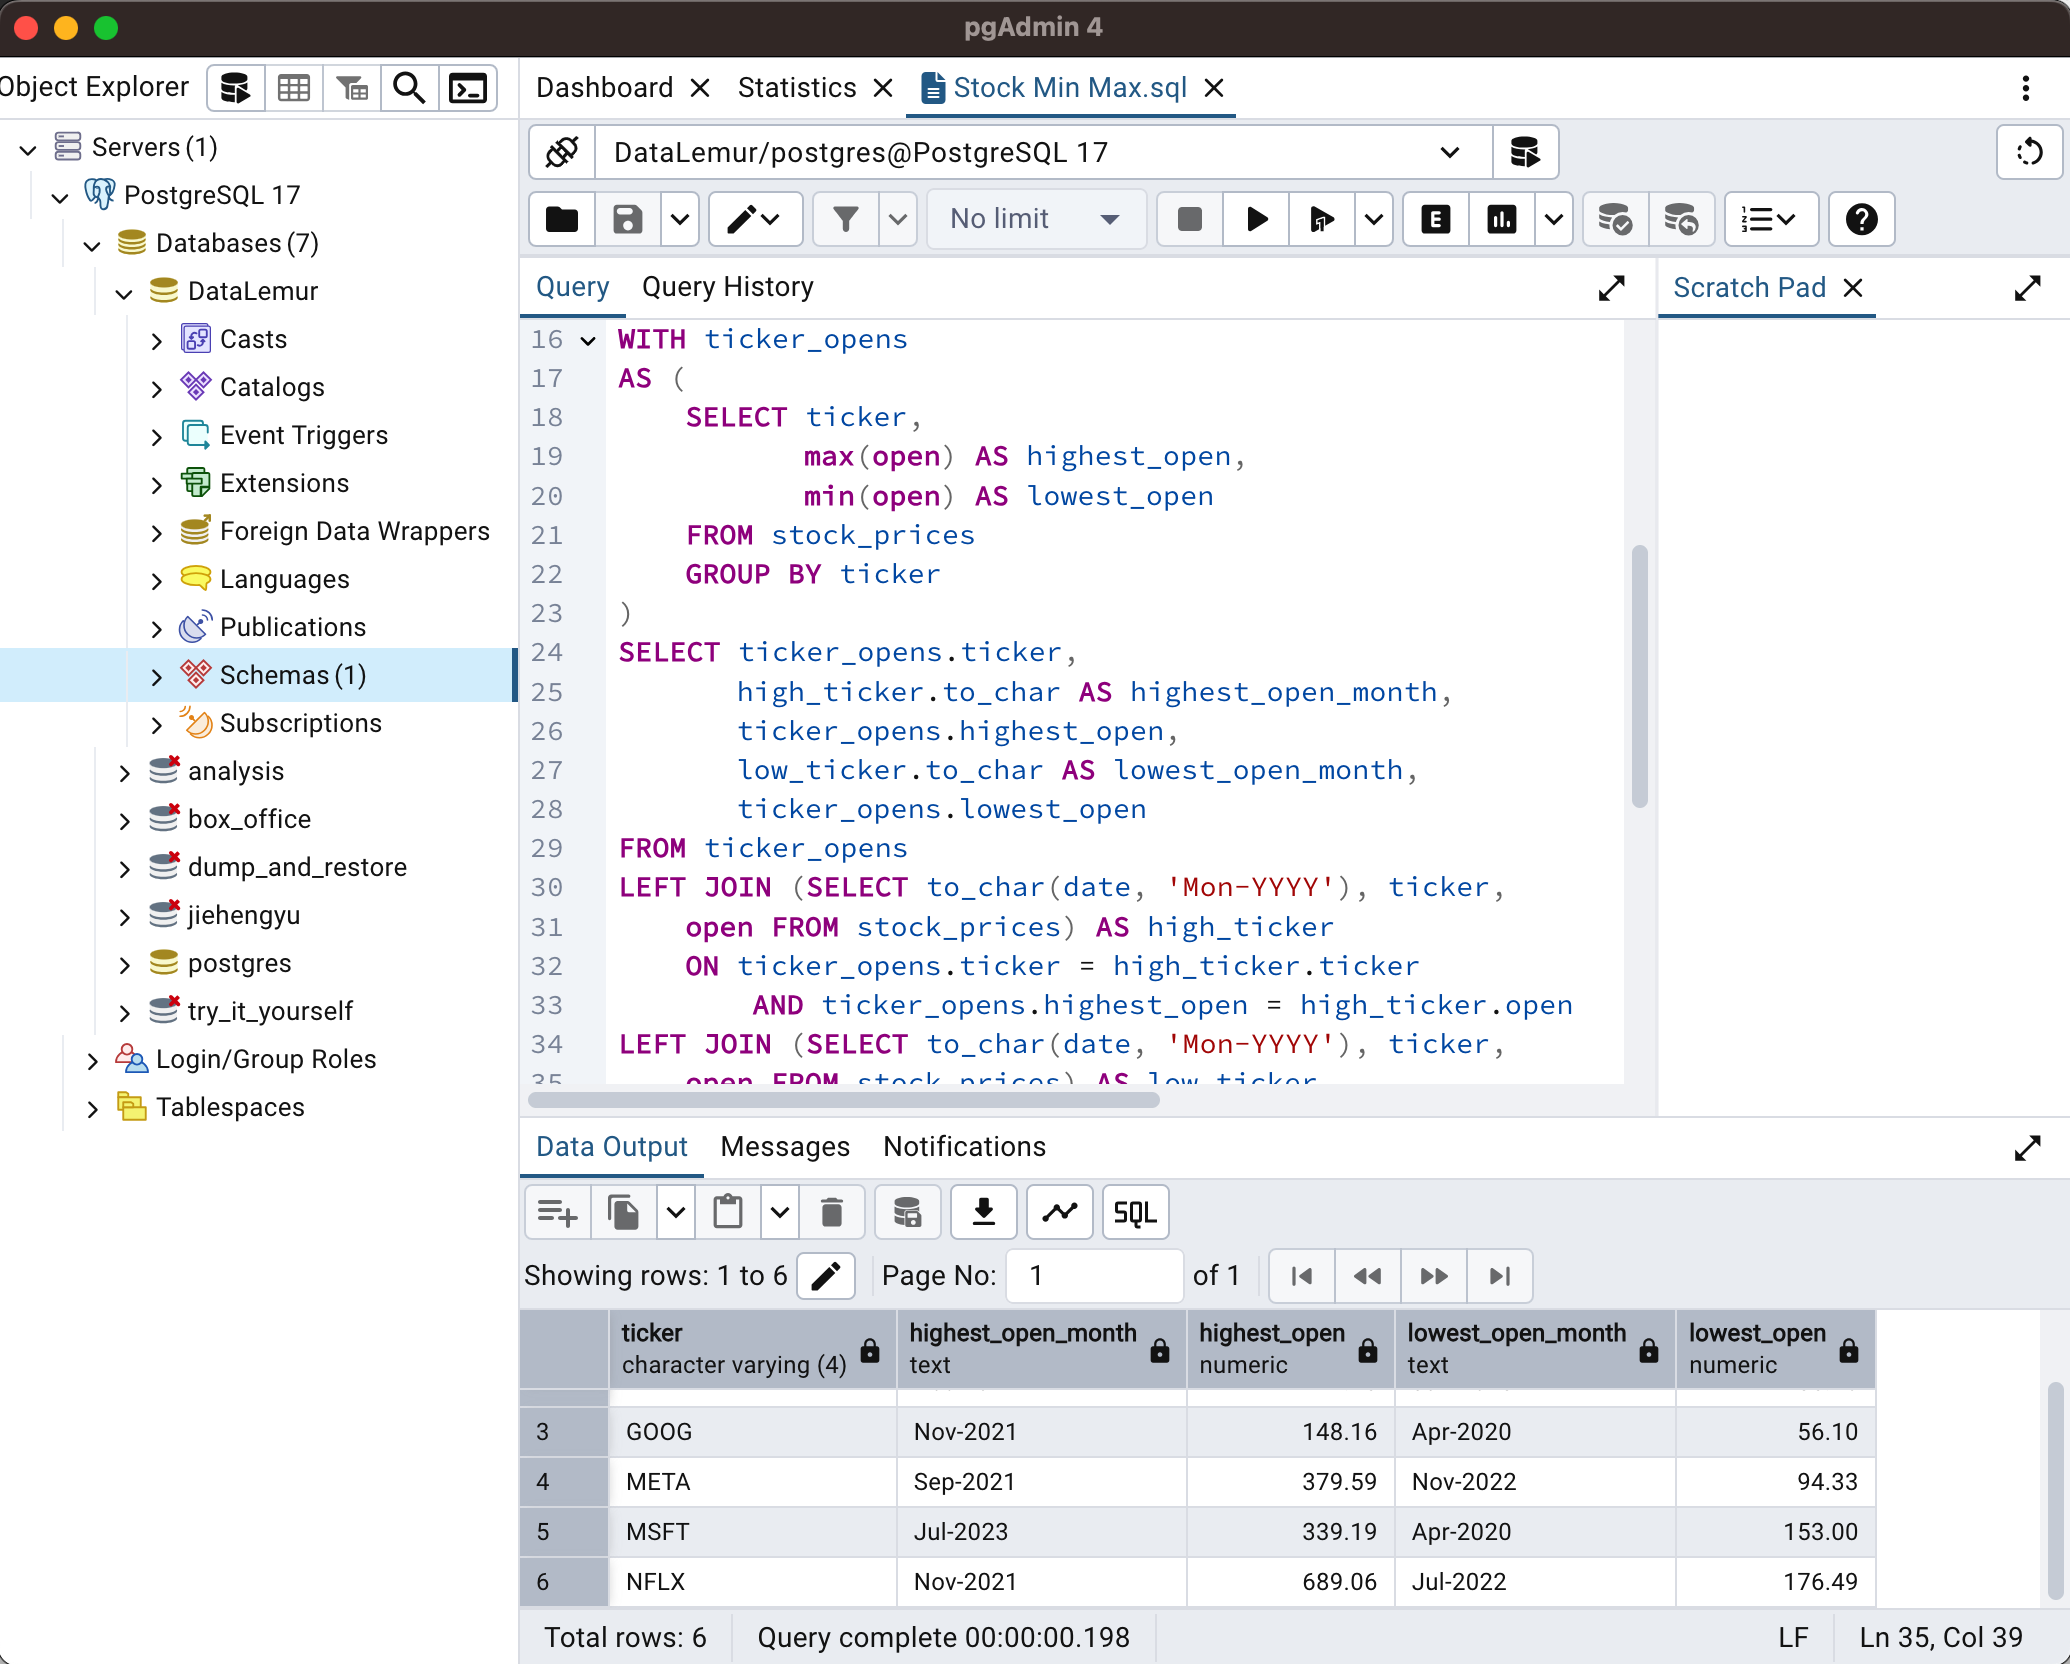 pgAdmin 4
Object Explorer
Dashboard
Statistics
Stock Min Max.sql
Servers (1)
PostgreSQL 17
Databases (7)
DataLemur
Casts
Catalogs
Event Triggers
Extensions
Foreign Data Wrappers
Languages
Publications
Schemas (1)
Subscriptions
analysis
box_office
dump_and_restore
jiehengyu
postgres
try_it_yourself
Login/Group Roles
Tablespaces
DataLemur/postgres@PostgreSQL 17
No limit
E
Query Query History
Scratch Pad
16 WITH ticker_opens
17 AS (
18 SELECT ticker,
19 max(open) AS highest_open,
20 min(open) AS lowest_open
21 FROM stock_prices
22 GROUP BY ticker
23 )
24 SELECT ticker_opens.ticker,
25 high_ticker.to_char AS highest_open_month,
26 ticker_opens.highest_open,
27 low_ticker.to_char AS lowest_open_month,
28 ticker_opens.lowest_open
29 FROM ticker_opens
30 LEFT JOIN (SELECT to_char(date, 'Mon-YYYY'), ticker,
31 open FROM stock_prices) AS high_ticker
32 ON ticker_opens.ticker = high_ticker.ticker
33 AND ticker_opens.highest_open = high_ticker.open
34 LEFT JOIN (SELECT to_char(date, 'Mon-YYYY'), ticker,
35 open FROM stock_prices) AS low_ticker
Data Output Messages Notifications
SQL
Showing rows: 1 to 6 Page No: 1 of 1
ticker highest_open_month highest_open lowest_open_month lowest_open
character varying (4) text numeric text numeric
3 GOOG Nov-2021 148.16 Apr-2020 56.10
4 META Sep-2021 379.59 Nov-2022 94.33
5 MSFT Jul-2023 339.19 Apr-2020 153.00
6 NFLX Nov-2021 689.06 Jul-2022 176.49
Total rows: 6 Query complete 00:00:00.198 LF Ln 35, Col 39